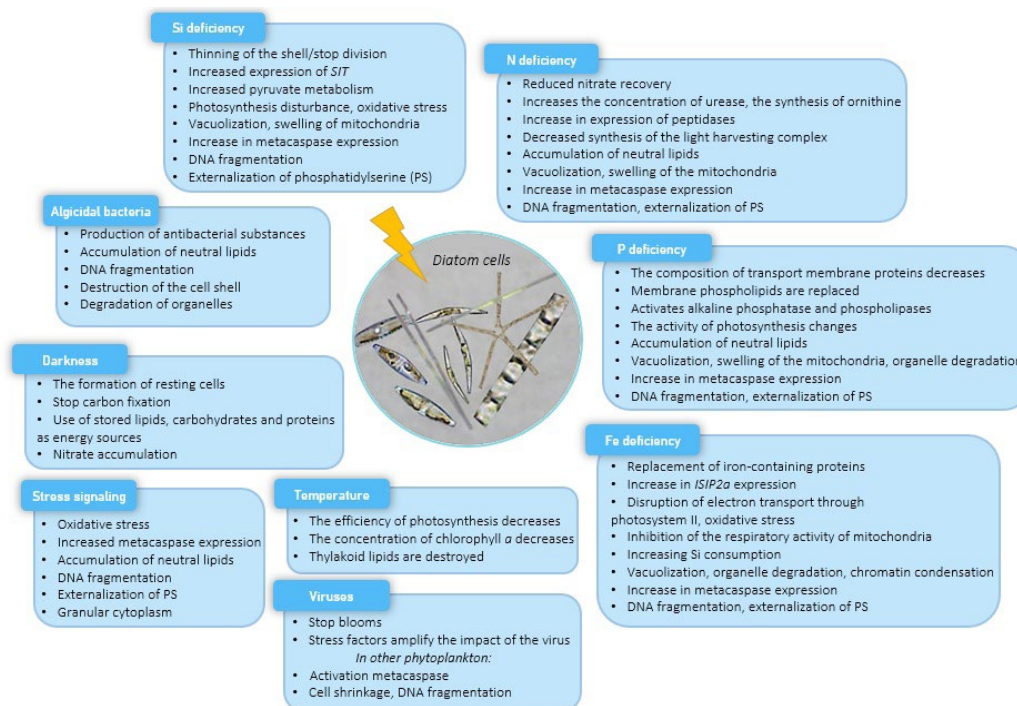 Si deficiency
• Thinning of the shell/stop division
• Increased expression of SIT
• Increased pyruvate metabolism
• Photosynthesis disturbance, oxidative stress
• Vacuolization, swelling of mitochondria
• Increase in metacaspase expression
• DNA fragmentation
• Externalization of phosphatidylserine (PS)
N deficiency
• Reduced nitrate recovery
• Increases the concentration of urease, the synthesis of ornithine
• Increase in expression of peptidases
• Decreased synthesis of the light harvesting complex
• Accumulation of neutral lipids
• Vacuolization, swelling of the mitochondria
• Increase in metacaspase expression
• DNA fragmentation, externalization of PS
Algicidal bacteria
• Production of antibacterial substances
• Accumulation of neutral lipids
• DNA fragmentation
• Destruction of the cell shell
• Degradation of organelles
Diatom cells
P deficiency
• The composition of transport membrane proteins decreases
• Membrane phospholipids are replaced
• Activates alkaline phosphatase and phospholipases
• The activity of photosynthesis changes
• Accumulation of neutral lipids
• Vacuolization, swelling of the mitochondria, organelle degradation
• Increase in metacaspase expression
• DNA fragmentation, externalization of PS
Darkness
• The formation of resting cells
• Stop carbon fixation
• Use of stored lipids, carbohydrates and proteins
as energy sources
• Nitrate accumulation
Fe deficiency
• Replacement of iron-containing proteins
• Increase in ISIP2a expression
• Disruption of electron transport through
photosystem II, oxidative stress
• Inhibition of the respiratory activity of mitochondria
• Increasing Si consumption
• Vacuolization, organelle degradation, chromatin condensation
• Increase in metacaspase expression
• DNA fragmentation, externalization of PS
Stress signaling
• Oxidative stress
• Increased metacaspase expression
• Accumulation of neutral lipids
• DNA fragmentation
• Externalization of PS
• Granular cytoplasm
Temperature
• The efficiency of photosynthesis decreases
• The concentration of chlorophyll a decreases
• Thylakoid lipids are destroyed
Viruses
• Stop blooms
• Stress factors amplify the impact of the virus
In other phytoplankton:
• Activation metacaspase
• Cell shrinkage, DNA fragmentation